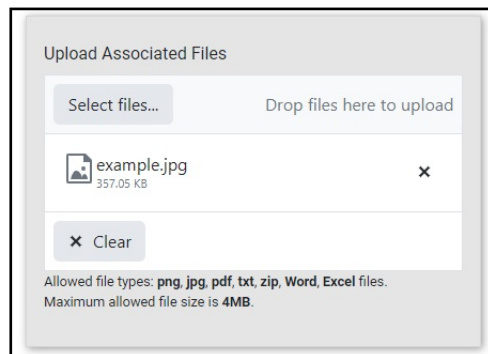 Upload Associated Files
Select files... Drop files here to upload
example.jpg
357.05 KB
Clear
Allowed file types: png, jpg, pdf, txt, zip, Word, Excel files.
Maximum allowed file size is 4MB.